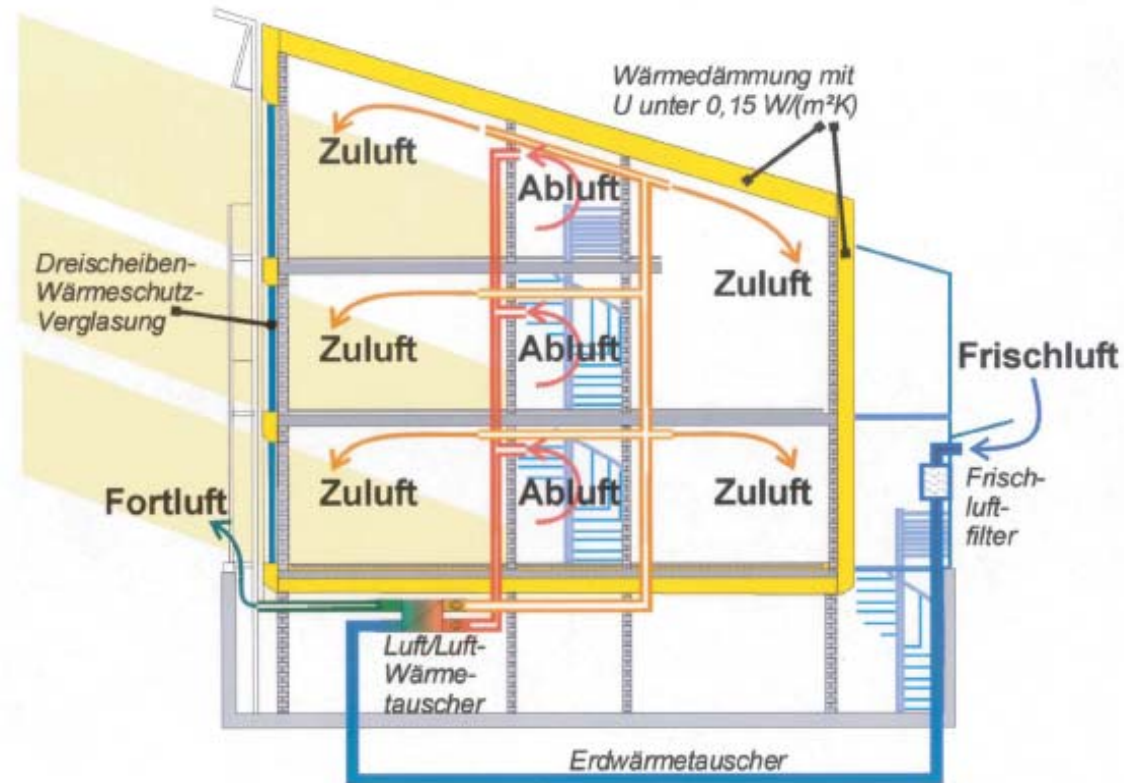 Wärmedämmung mit
U unter 0,15 W/(m²K)
Zuluft
Abluft
Dreischeiben-
Wärmeschutz-
Verglasung
Zuluft
Zuluft
Abluft
Frischluft
Zuluft
Abluft
Zuluft
Frisch-
luft-
filter
Fortluft
Luft/Luft-
Wärme-
tauscher
Erdwärmetauscher